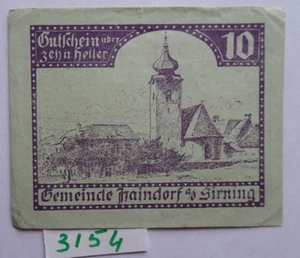 Gutschein über
zehn Heller
10
Gemeinde Haindorf a/d Sirning
3154